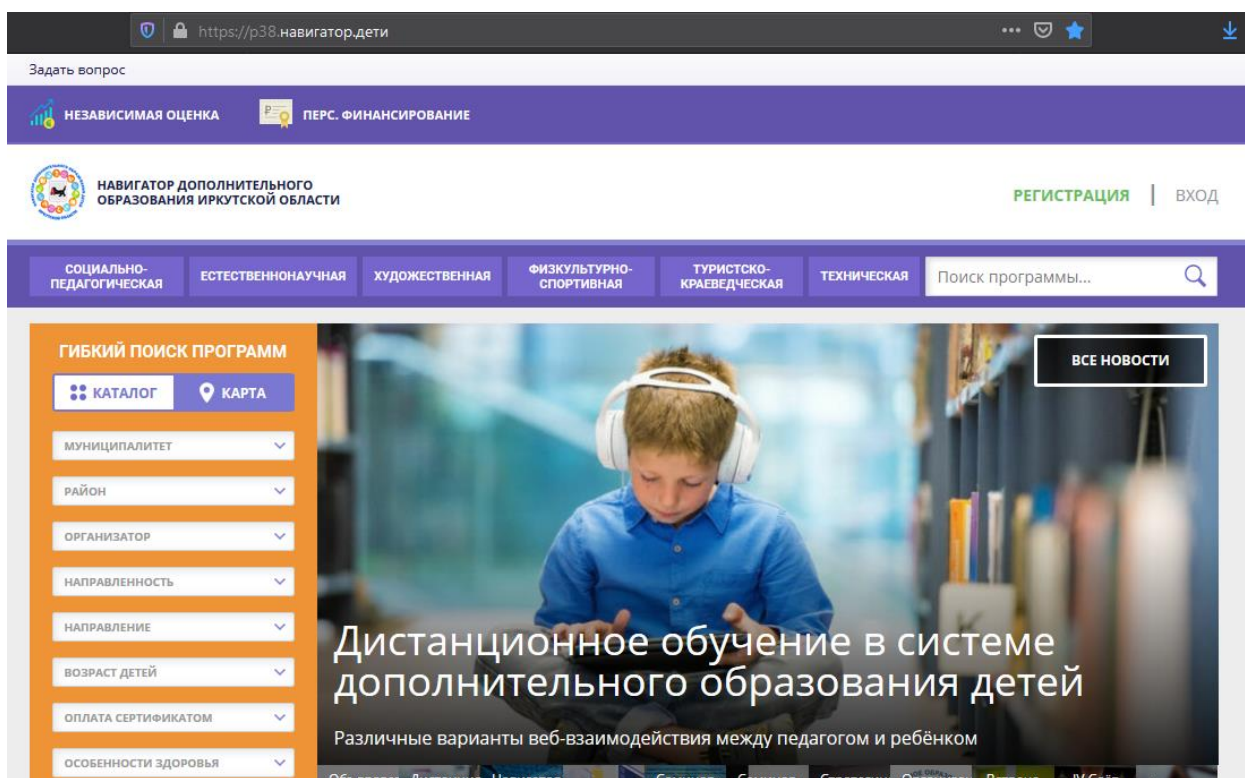 https://р38.навигатор.дети
Задать вопрос
НЕЗАВИСИМАЯ ОЦЕНКА
ПЕРС. ФИНАНСИРОВАНИЕ
НАВИГАТОР ДОПОЛНИТЕЛЬНОГО
ОБРАЗОВАНИЯ ИРКУТСКОЙ ОБЛАСТИ
РЕГИСТРАЦИЯ | ВХОД
СОЦИАЛЬНО-
ПЕДАГОГИЧЕСКАЯ
ЕСТЕСТВЕННОНАУЧНАЯ
ХУДОЖЕСТВЕННАЯ
ФИЗКУЛЬТУРНО-
СПОРТИВНАЯ
ТУРИСТСКО-
КРАЕВЕДЧЕСКАЯ
ТЕХНИЧЕСКАЯ
Поиск программы...
ГИБКИЙ ПОИСК ПРОГРАММ
КАТАЛОГ
КАРТА
МУНИЦИПАЛИТЕТ
РАЙОН
ОРГАНИЗАТОР
НАПРАВЛЕННОСТЬ
НАПРАВЛЕНИЕ
ВОЗРАСТ ДЕТЕЙ
ОПЛАТА СЕРТИФИКАТОМ
ОСОБЕННОСТИ ЗДОРОВЬЯ
ВСЕ НОВОСТИ
K
Дистанционное обучение в системе
дополнительного образования детей
Различные варианты веб-взаимодействия между педагогом и ребёнком